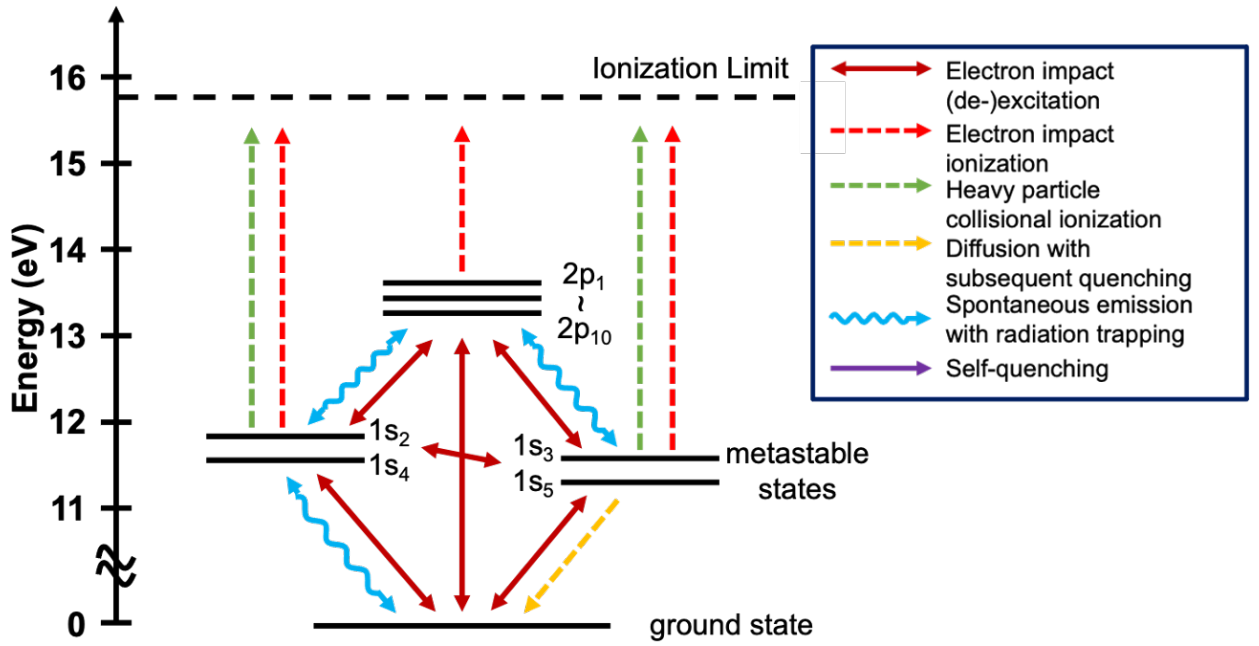 Energy (eV)
16
15
14
13
12
11
0
Ionization Limit
2p₁
~
2p₁₀
1s₂
1s₄
1s₃
1s₅
metastable
states
ground state
Electron impact
(de-)excitation
Electron impact
ionization
Heavy particle
collisional ionization
Diffusion with
subsequent quenching
Spontaneous emission
with radiation trapping
Self-quenching